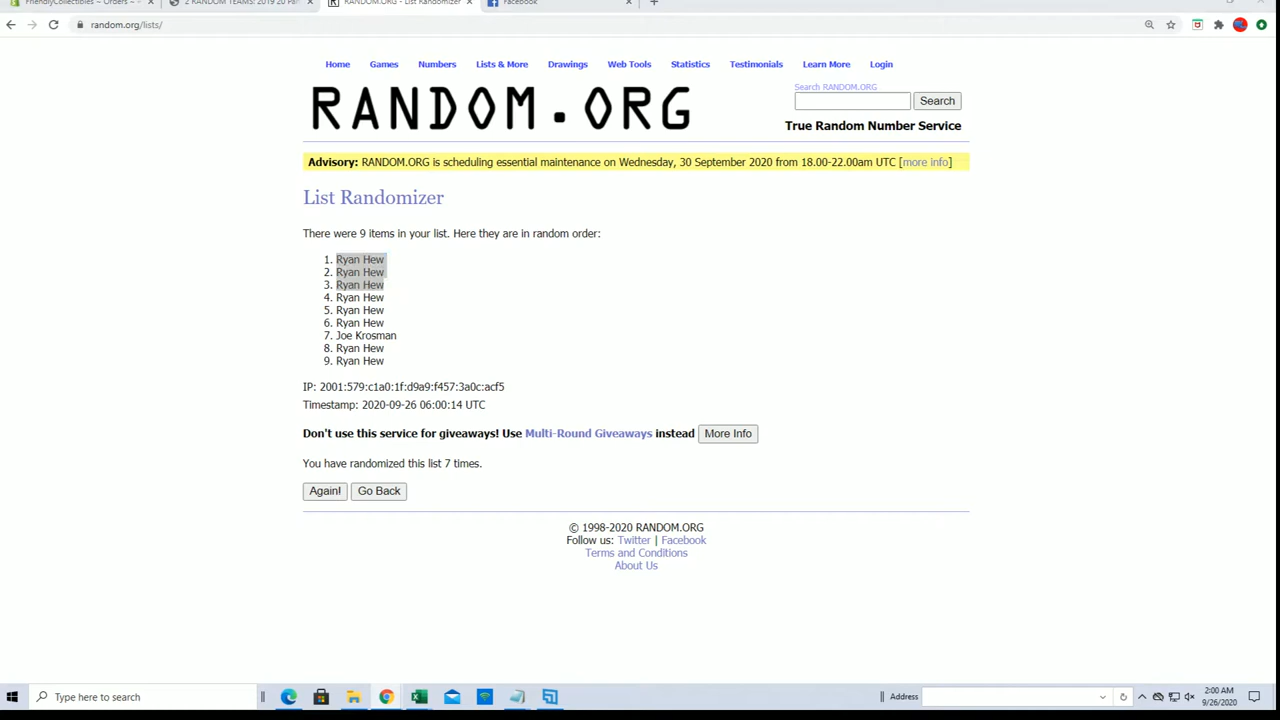 FriendlyCollectibles – Orders –
2 RANDOM TEAMS: 2019 20 Pa
RANDOM.ORG - List Randomizer
Facebook
random.org/lists/
Home Games Numbers Lists & More Drawings Web Tools Statistics Testimonials Learn More Login
RANDOM.ORG
Search RANDOM.ORG
Search
True Random Number Service
Advisory: RANDOM.ORG is scheduling essential maintenance on Wednesday, 30 September 2020 from 18.00-22.00am UTC [more info]
List Randomizer
There were 9 items in your list. Here they are in random order:
1. Ryan Hew
2. Ryan Hew
3. Ryan Hew
4. Ryan Hew
5. Ryan Hew
6. Ryan Hew
7. Joe Krosman
8. Ryan Hew
9. Ryan Hew
IP: 2001:579:c1a0:1f:d9a9:f457:3a0c:acf5
Timestamp: 2020-09-26 06:00:14 UTC
Don't use this service for giveaways! Use Multi-Round Giveaways instead More Info
You have randomized this list 7 times.
Again! Go Back
© 1998-2020 RANDOM.ORG
Follow us: Twitter | Facebook
Terms and Conditions
About Us
Type here to search
Address
2:00 AM
9/26/2020